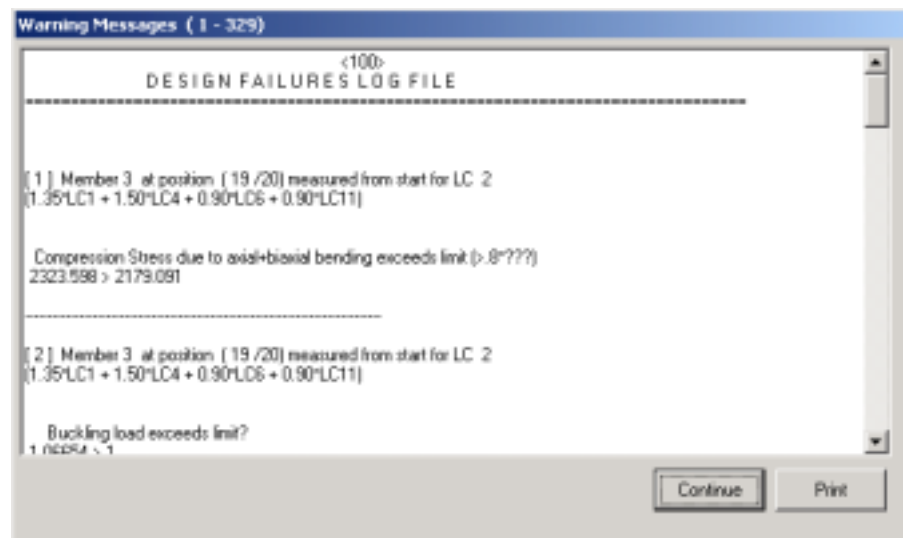 Warning Messages ( 1 - 329)
<100>
DESIGN FAILURES LOG FILE
[ 1 ] Member 3 at position ( 19 /20) measured from start for LC 2
(1.35*LC1 + 1.50*LC4 + 0.90*LC6 + 0.90*LC11)
Compression Stress due to axial+biaxial bending exceeds limit (>.8*???)
2323.598 > 2179.091
[ 2 ] Member 3 at position ( 19 /20) measured from start for LC 2
(1.35*LC1 + 1.50*LC4 + 0.90*LC6 + 0.90*LC11)
Buckling load exceeds limit?
1.06654 > 1
Continue
Print